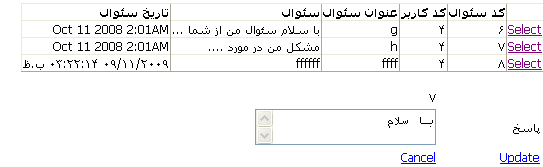 کد سئوال کد کاربر عنوان سئوال سئوال تاریخ سئوال
Select ۶ ۴ g با سلام سئوال من از شما ... Oct 11 2008 2:01AM
Select ۷ ۴ h مشکل من در مورد .... Oct 11 2008 2:01AM
Select ۸ ۴ ffff ffffff ۰۲:۲۲:۱۴ ۰۹/۱۱/۲۰۰۹ ب.ظ
۷
پاسخ با سلام
Update Cancel